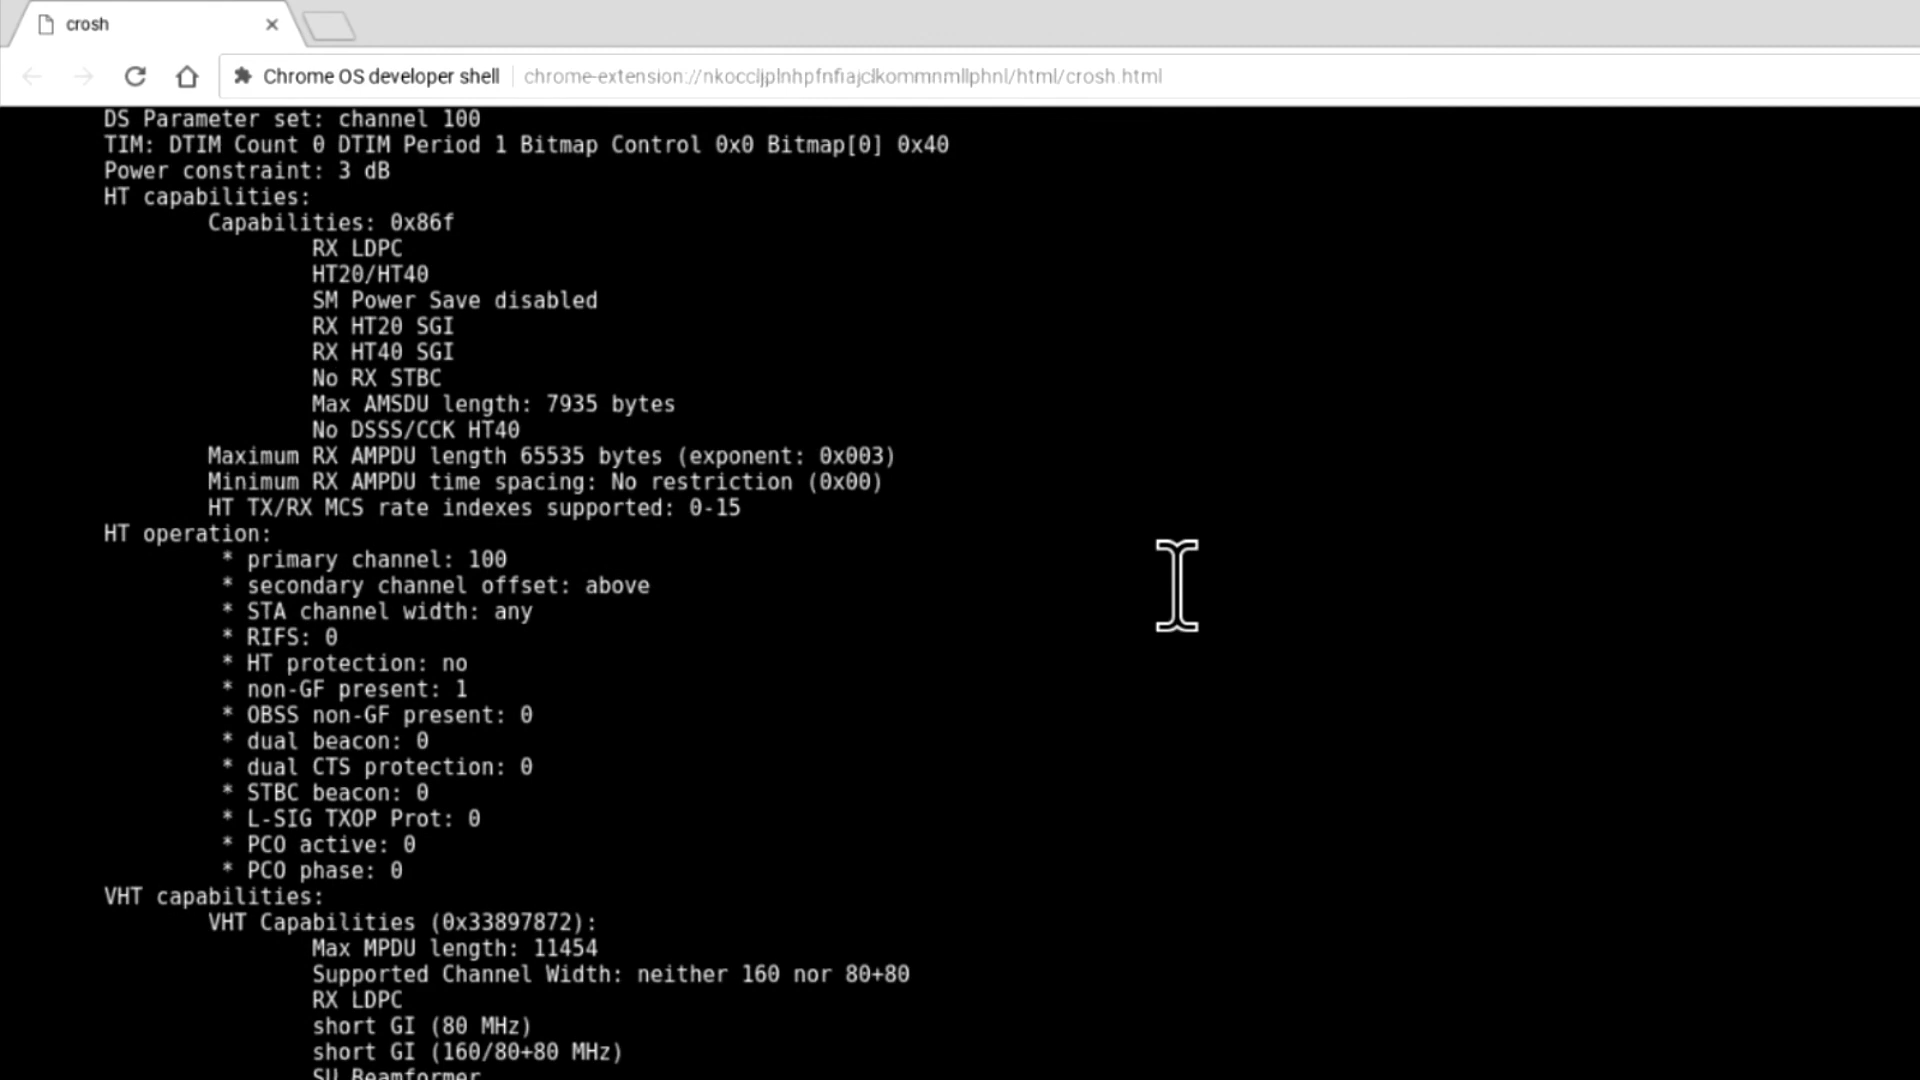 crosh
Chrome OS developer shell chrome-extension://nkoccljplnhpfnfiajclkommnmllphnl/html/crosh.html
DS Parameter set: channel 100
TIM: DTIM Count 0 DTIM Period 1 Bitmap Control 0x0 Bitmap[0] 0x40
Power constraint: 3 dB
HT capabilities:
Capabilities: 0x86f
RX LDPC
HT20/HT40
SM Power Save disabled
RX HT20 SGI
RX HT40 SGI
No RX STBC
Max AMSDU length: 7935 bytes
No DSSS/CCK HT40
Maximum RX AMPDU length 65535 bytes (exponent: 0x003)
Minimum RX AMPDU time spacing: No restriction (0x00)
HT TX/RX MCS rate indexes supported: 0-15
HT operation:
* primary channel: 100
* secondary channel offset: above
* STA channel width: any
* RIFS: 0
* HT protection: no
* non-GF present: 1
* OBSS non-GF present: 0
* dual beacon: 0
* dual CTS protection: 0
* STBC beacon: 0
* L-SIG TXOP Prot: 0
* PCO active: 0
* PCO phase: 0
VHT capabilities:
VHT Capabilities (0x33897872):
Max MPDU length: 11454
Supported Channel Width: neither 160 nor 80+80
RX LDPC
short GI (80 MHz)
short GI (160/80+80 MHz)
SU Beamformer